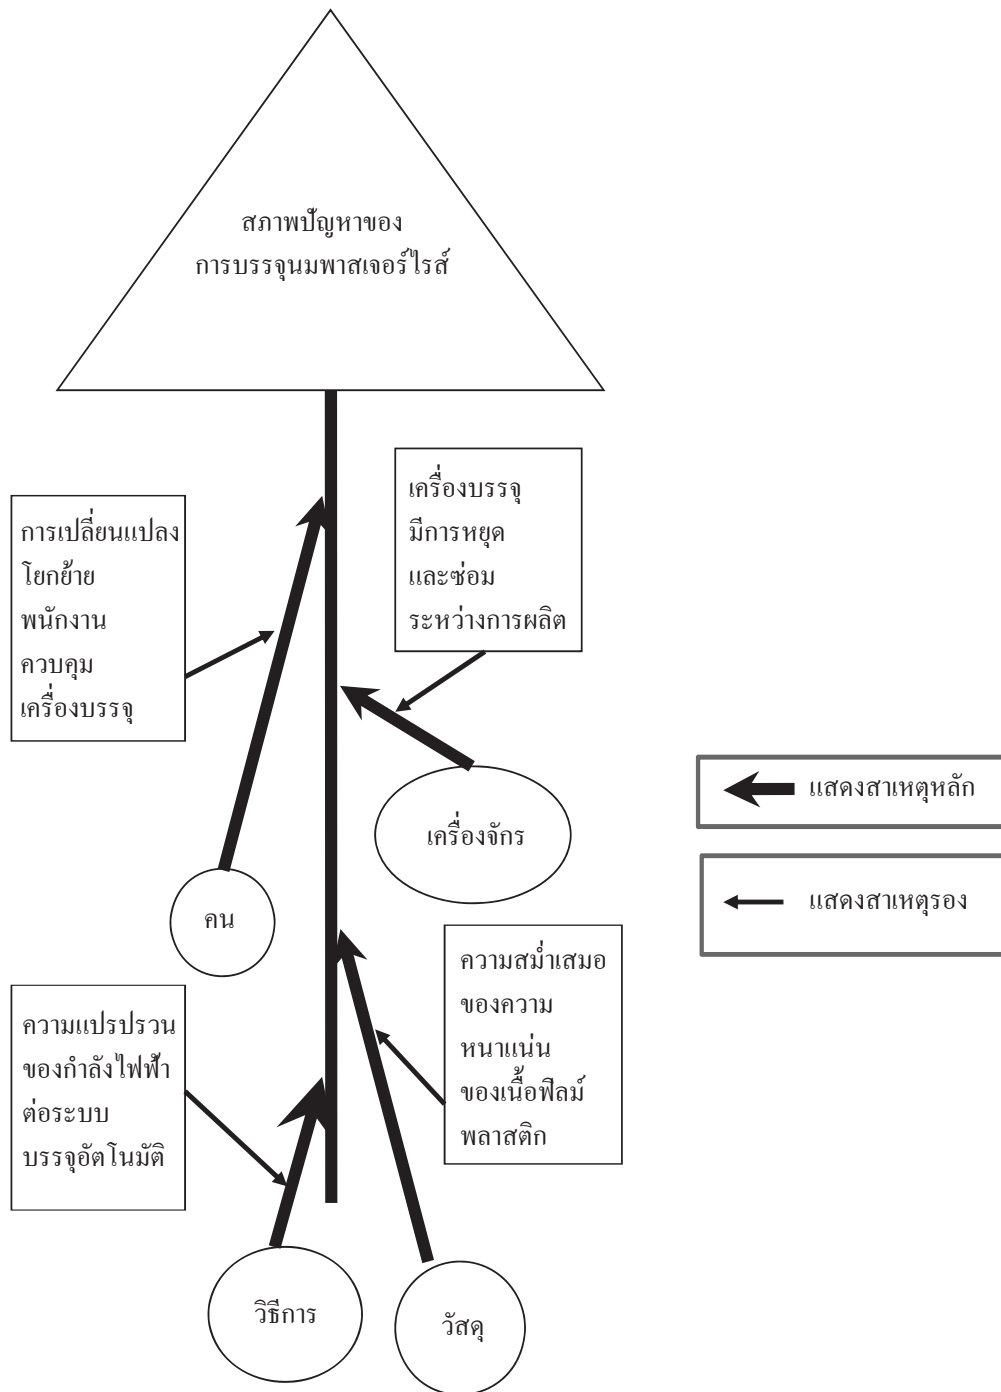 สภาพปัญหาของ
การบรรจุนมพาสเจอร์ไรส์
เครื่องบรรจุ
มีการหยุด
และซ่อม
ระหว่างการผลิต
การเปลี่ยนแปลง
โยกย้าย
พนักงาน
ควบคุม
เครื่องบรรจุ
เครื่องจักร
แสดงสาเหตุหลัก
แสดงสาเหตุรอง
คน
ความสม่ำเสมอ
ของความ
หนาแน่น
ของเนื้อฟิลม์
พลาสติก
ความแปรปรวน
ของกำลังไฟฟ้า
ต่อระบบ
บรรจุอัตโนมัติ
วิธีการ
วัสดุ